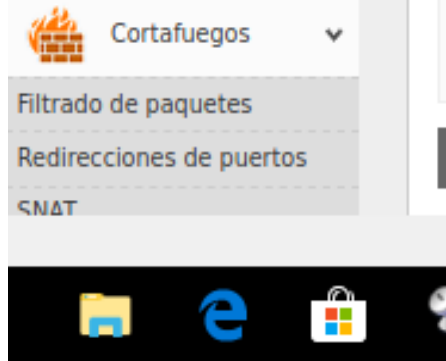 Cortafuegos
Filtrado de paquetes
Redirecciones de puertos
SNAT